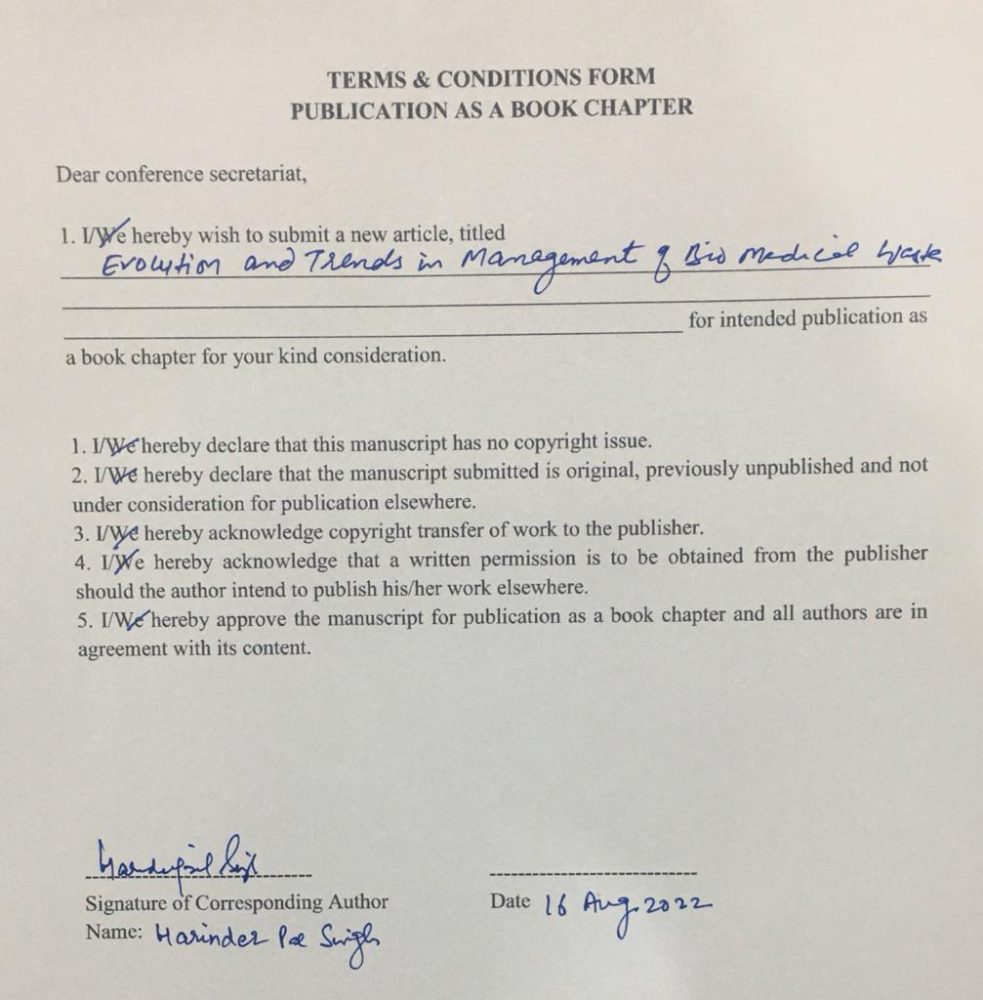 TERMS & CONDITIONS FORM
PUBLICATION AS A BOOK CHAPTER
Dear conference secretariat,
1. I/We hereby wish to submit a new article, titled
Evolution and Trends in Management of Bio Medical Waste
for intended publication as
a book chapter for your kind consideration.
1. I/We hereby declare that this manuscript has no copyright issue.
2. I/We hereby declare that the manuscript submitted is original, previously unpublished and not
under consideration for publication elsewhere.
3. I/We hereby acknowledge copyright transfer of work to the publisher.
4. I/We hereby acknowledge that a written permission is to be obtained from the publisher
should the author intend to publish his/her work elsewhere.
5. I/We hereby approve the manuscript for publication as a book chapter and all authors are in
agreement with its content.
Signature of Corresponding Author
Date 16 Aug. 2022
Name: Harinder Pal Singh